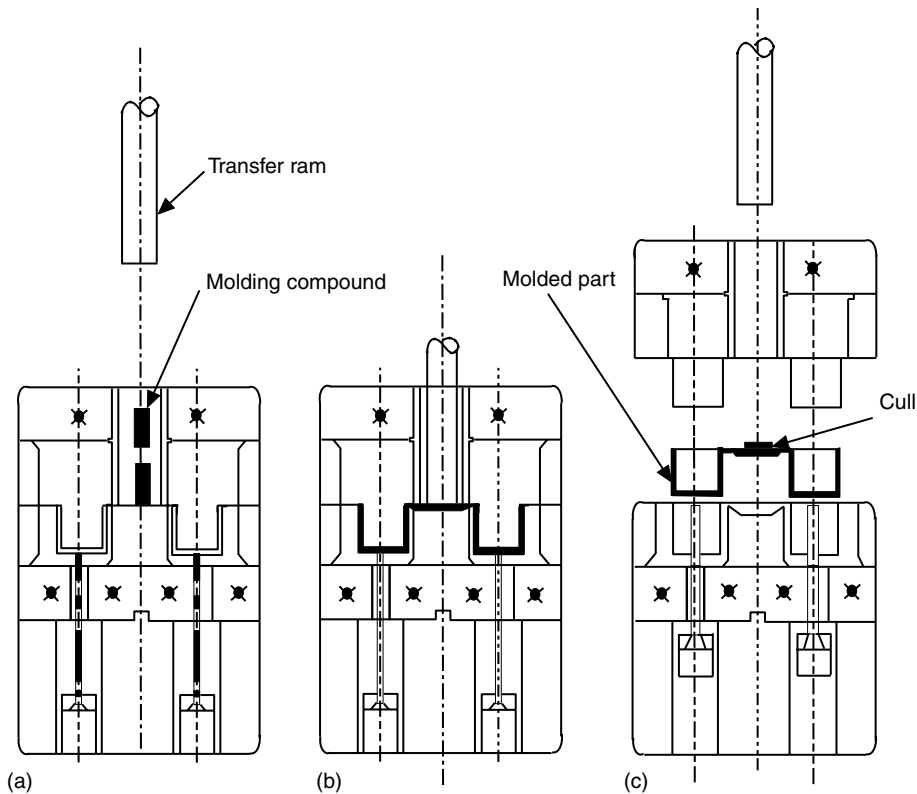 Transfer ram
Molding compound
Molded part
Cull
(a)
(b)
(c)